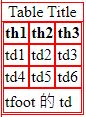 Table Title
th1 th2 th3
td1 td2 td3
td4 td5 td6
tfoot 的 td